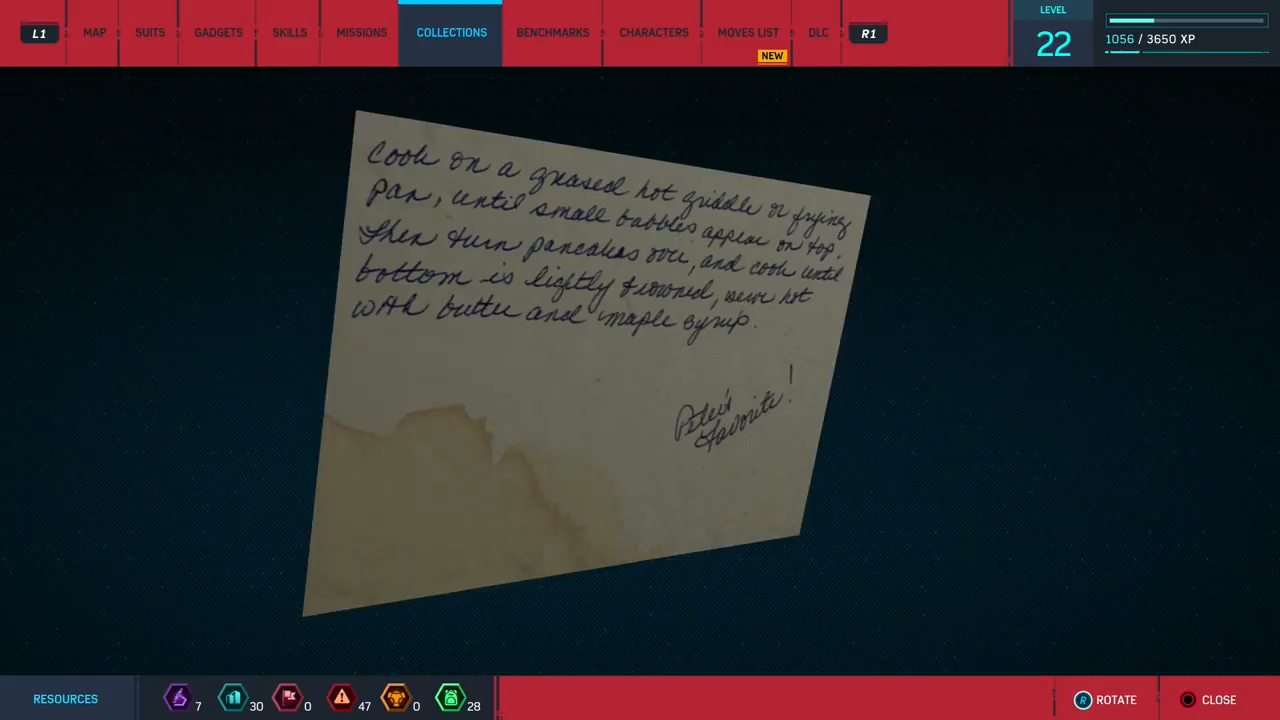 L1 MAP SUITS GADGETS SKILLS MISSIONS COLLECTIONS BENCHMARKS CHARACTERS MOVES LIST DLC R1
NEW
LEVEL
22
1056 / 3650 XP
Cook on a greased hot griddle or frying
pan, until small bubbles appear on top.
Then turn pancakes over, and cook until
bottom is lightly browned, serve hot
with butter and maple syrup.
Peter's
favorite!
RESOURCES 7 30 0 47 0 28
R ROTATE CLOSE